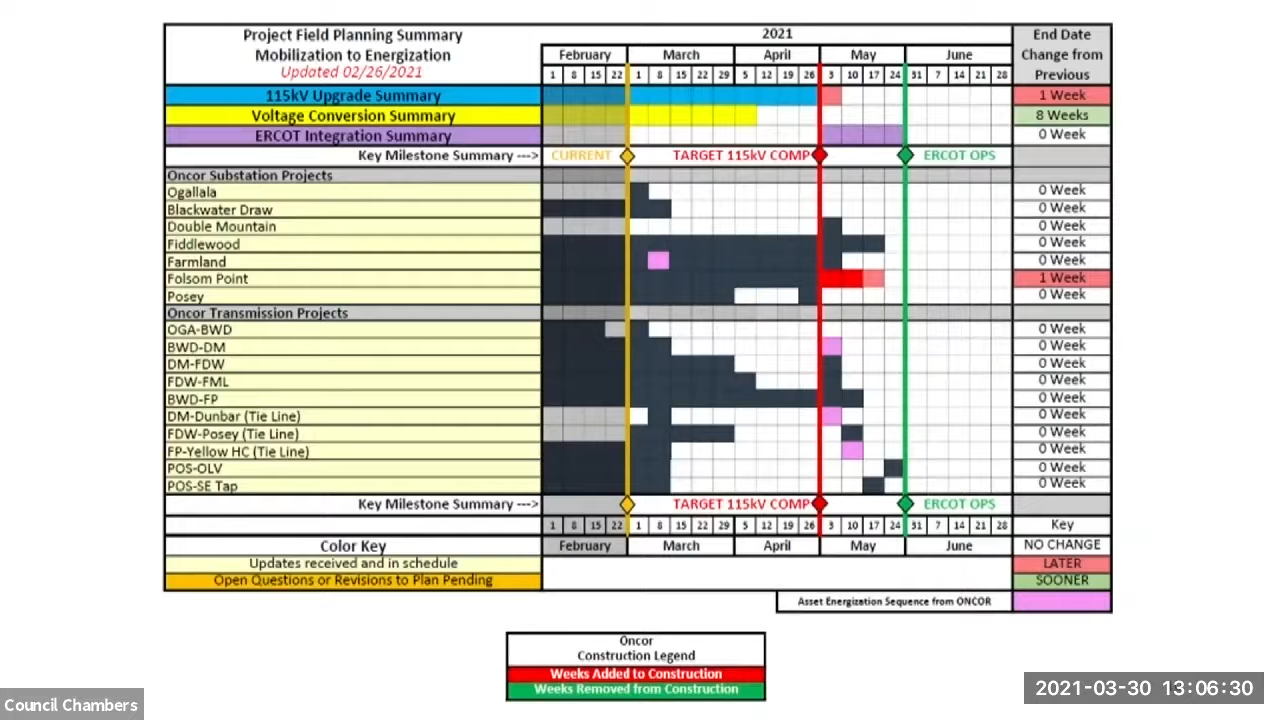 Project Field Planning Summary
Mobilization to Energization
Updated 02/26/2021
2021
End Date
Change from
Previous
February March April May June
1 8 15 22 1 8 15 22 29 5 12 19 26 3 10 17 24 31 7 14 21 28
115kV Upgrade Summary 1 Week
Voltage Conversion Summary 8 Weeks
ERCOT Integration Summary 0 Week
Key Milestone Summary ---> CURRENT TARGET 115kV COMP ERCOT OPS
Oncor Substation Projects
Ogallala 0 Week
Blackwater Draw 0 Week
Double Mountain 0 Week
Fiddlewood 0 Week
Farmland 0 Week
Folsom Point 1 Week
Posey 0 Week
Oncor Transmission Projects
OGA-BWD 0 Week
BWD-DM 0 Week
DM-FDW 0 Week
FDW-FML 0 Week
BWD-FP 0 Week
DM-Dunbar (Tie Line) 0 Week
FDW-Posey (Tie Line) 0 Week
FP-Yellow HC (Tie Line) 0 Week
POS-OLV 0 Week
POS-SE Tap 0 Week
Key Milestone Summary ---> TARGET 115kV COMP ERCOT OPS
1 8 15 22 1 8 15 22 29 5 12 19 26 3 10 17 24 31 7 14 21 28 Key
Color Key February March April May June NO CHANGE
Updates received and in schedule LATER
Open Questions or Revisions to Plan Pending SOONER
Asset Energization Sequence from ONCOR
Oncor
Construction Legend
Weeks Added to Construction
Weeks Removed from Construction
Council Chambers
2021-03-30 13:06:30